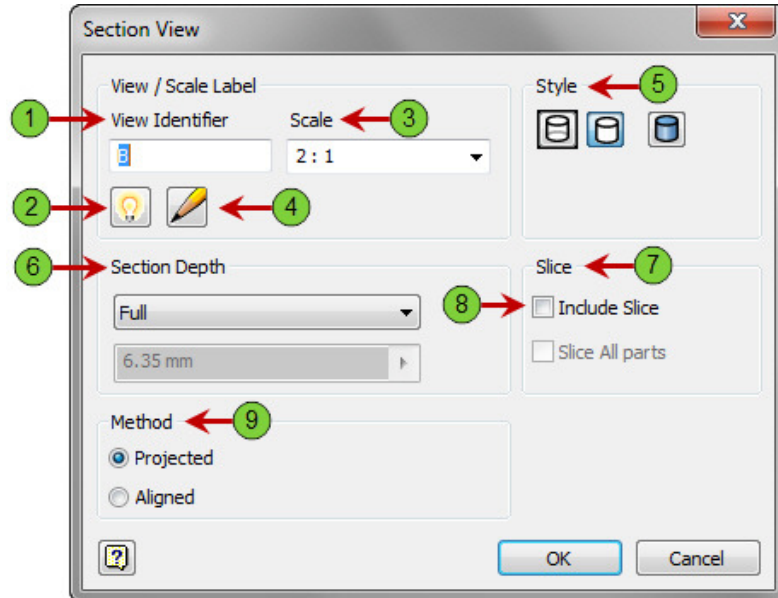 Section View
X
View / Scale Label
Style
5
1
View Identifier
Scale
3
B
2 : 1
2
4
6
Section Depth
Slice
7
Full
8
Include Slice
6.35 mm
Slice All parts
Method
9
Projected
Aligned
?
OK
Cancel